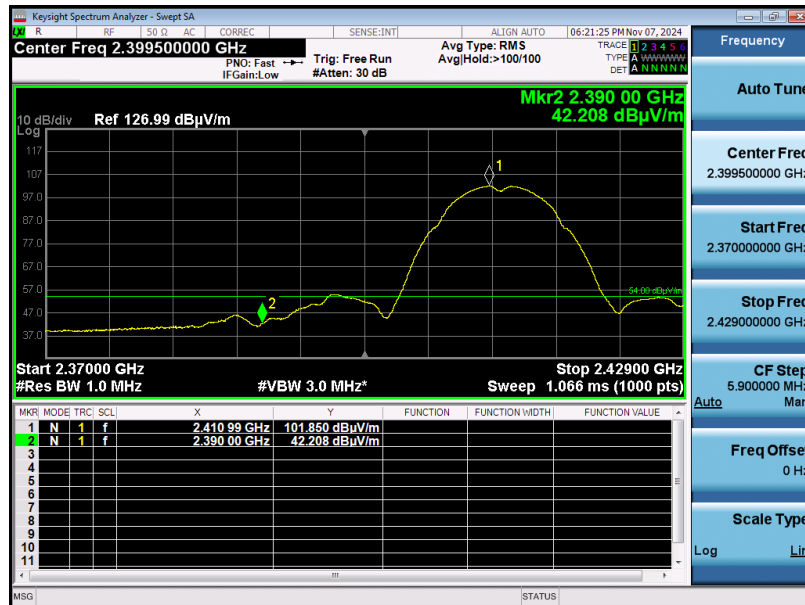 Keysight Spectrum Analyzer - Swept SA
LXI R RF 50 Ω AC CORREC SENSE:INT ALIGN AUTO 06:21:25 PM Nov 07, 2024
Center Freq 2.399500000 GHz
PNO: Fast
IFGain:Low
Trig: Free Run
#Atten: 30 dB
Avg Type: RMS
Avg|Hold:>100/100
TRACE 1 2 3 4 5 6
TYPE A WWWWW
DET A N N N N N
Mkr2 2.390 00 GHz
42.208 dBµV/m
10 dB/div Ref 126.99 dBµV/m
Log
117
107
97.0
87.0
77.0
67.0
57.0
47.0
37.0
1
2
54.00 dBµV/m
Start 2.37000 GHz Stop 2.42900 GHz
#Res BW 1.0 MHz #VBW 3.0 MHz* Sweep 1.066 ms (1000 pts)
MKR MODE TRC SCL X Y FUNCTION FUNCTION WIDTH FUNCTION VALUE
1 N 1 f 2.410 99 GHz 101.850 dBµV/m
2 N 1 f 2.390 00 GHz 42.208 dBµV/m
3
4
5
6
7
8
9
10
11
MSG STATUS
Frequency
Auto Tune
Center Freq
2.399500000 GHz
Start Freq
2.370000000 GHz
Stop Freq
2.429000000 GHz
CF Step
5.900000 MHz
Auto Man
Freq Offset
0 Hz
Scale Type
Log Lin